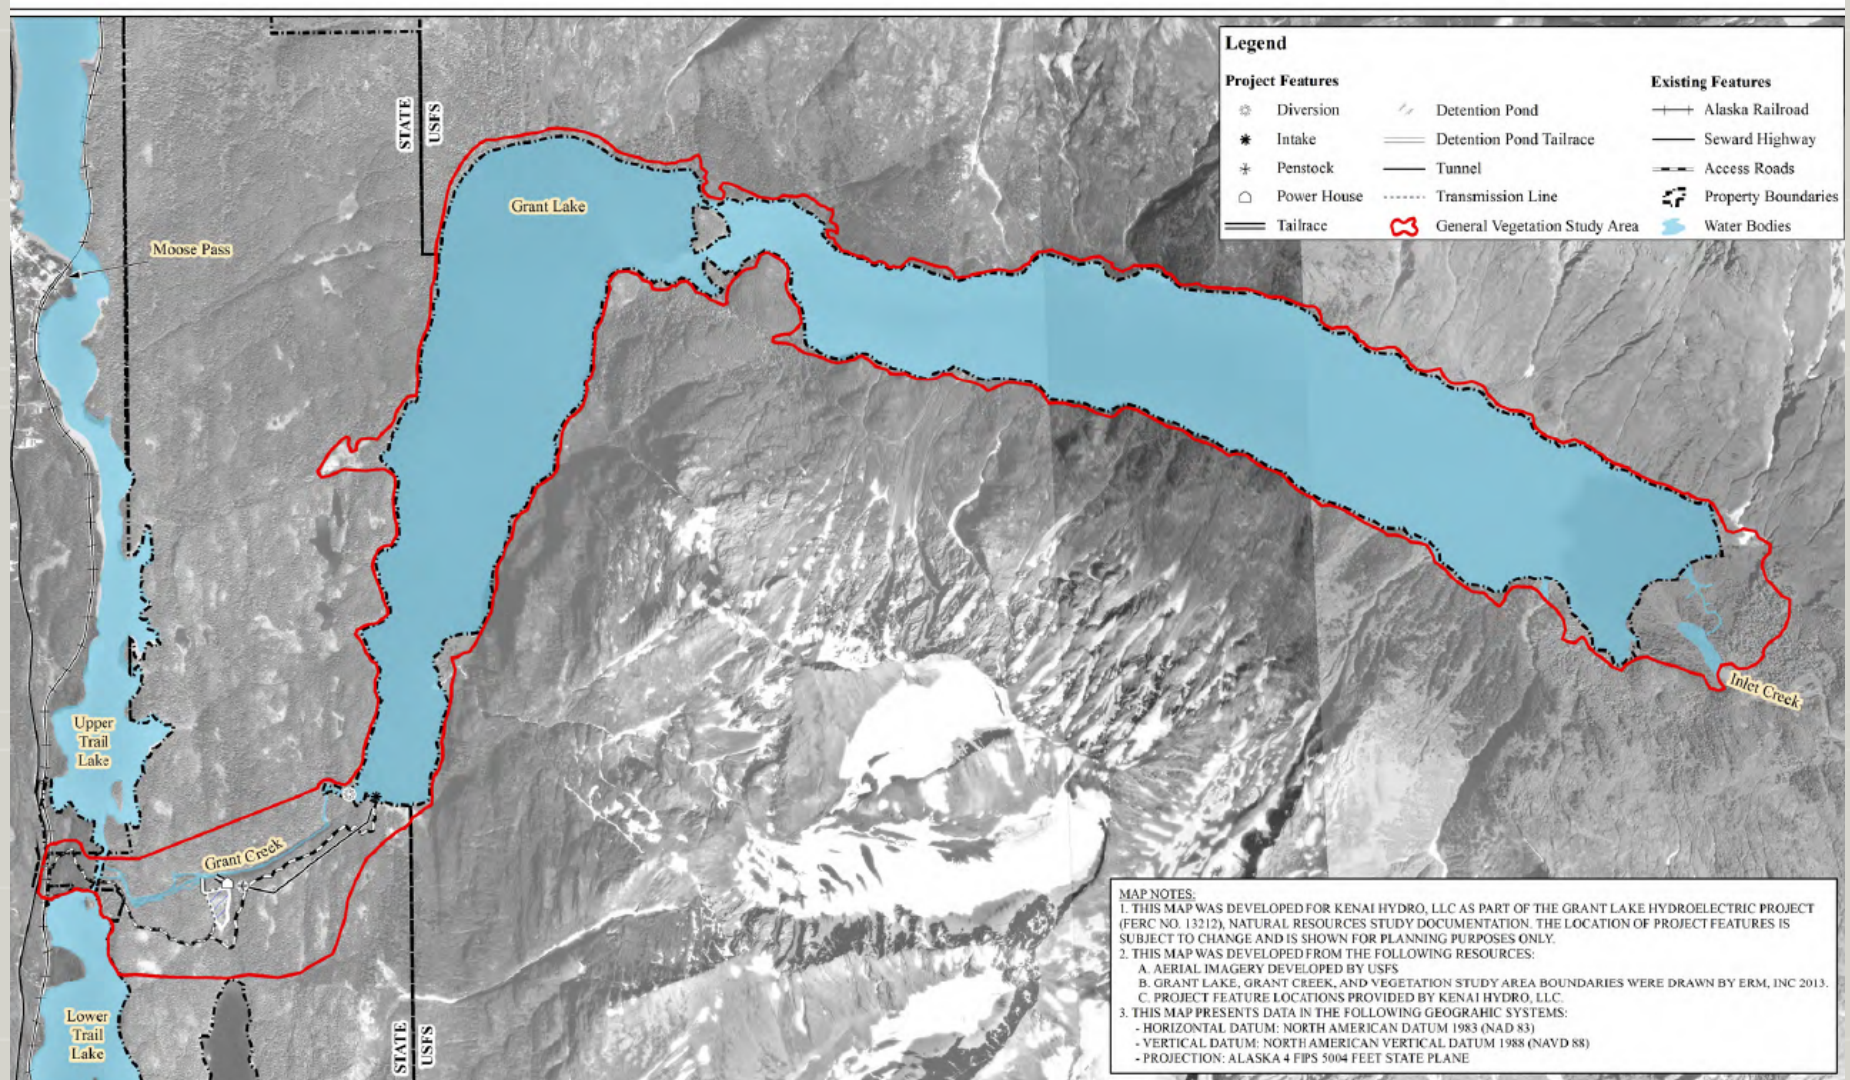 Legend
Project Features
Existing Features
Diversion
Detention Pond
Alaska Railroad
Intake
Detention Pond Tailrace
Seward Highway
Penstock
Tunnel
Access Roads
Power House
Transmission Line
Property Boundaries
Tailrace
General Vegetation Study Area
Water Bodies
STATE
USFS
Grant Lake
Moose Pass
Inlet Creek
Upper
Trail
Lake
Grant Creek
Lower
Trail
Lake
STATE
USFS
MAP NOTES:
1. THIS MAP WAS DEVELOPED FOR KENAI HYDRO, LLC AS PART OF THE GRANT LAKE HYDROELECTRIC PROJECT
(FERC NO. 13212), NATURAL RESOURCES STUDY DOCUMENTATION. THE LOCATION OF PROJECT FEATURES IS
SUBJECT TO CHANGE AND IS SHOWN FOR PLANNING PURPOSES ONLY.
2. THIS MAP WAS DEVELOPED FROM THE FOLLOWING RESOURCES:
A. AERIAL IMAGERY DEVELOPED BY USFS
B. GRANT LAKE, GRANT CREEK, AND VEGETATION STUDY AREA BOUNDARIES WERE DRAWN BY ERM, INC 2013.
C. PROJECT FEATURE LOCATIONS PROVIDED BY KENAI HYDRO, LLC.
3. THIS MAP PRESENTS DATA IN THE FOLLOWING GEOGRAHIC SYSTEMS:
- HORIZONTAL DATUM: NORTH AMERICAN DATUM 1983 (NAD 83)
- VERTICAL DATUM: NORTH AMERICAN VERTICAL DATUM 1988 (NAVD 88)
- PROJECTION: ALASKA 4 FIPS 5004 FEET STATE PLANE